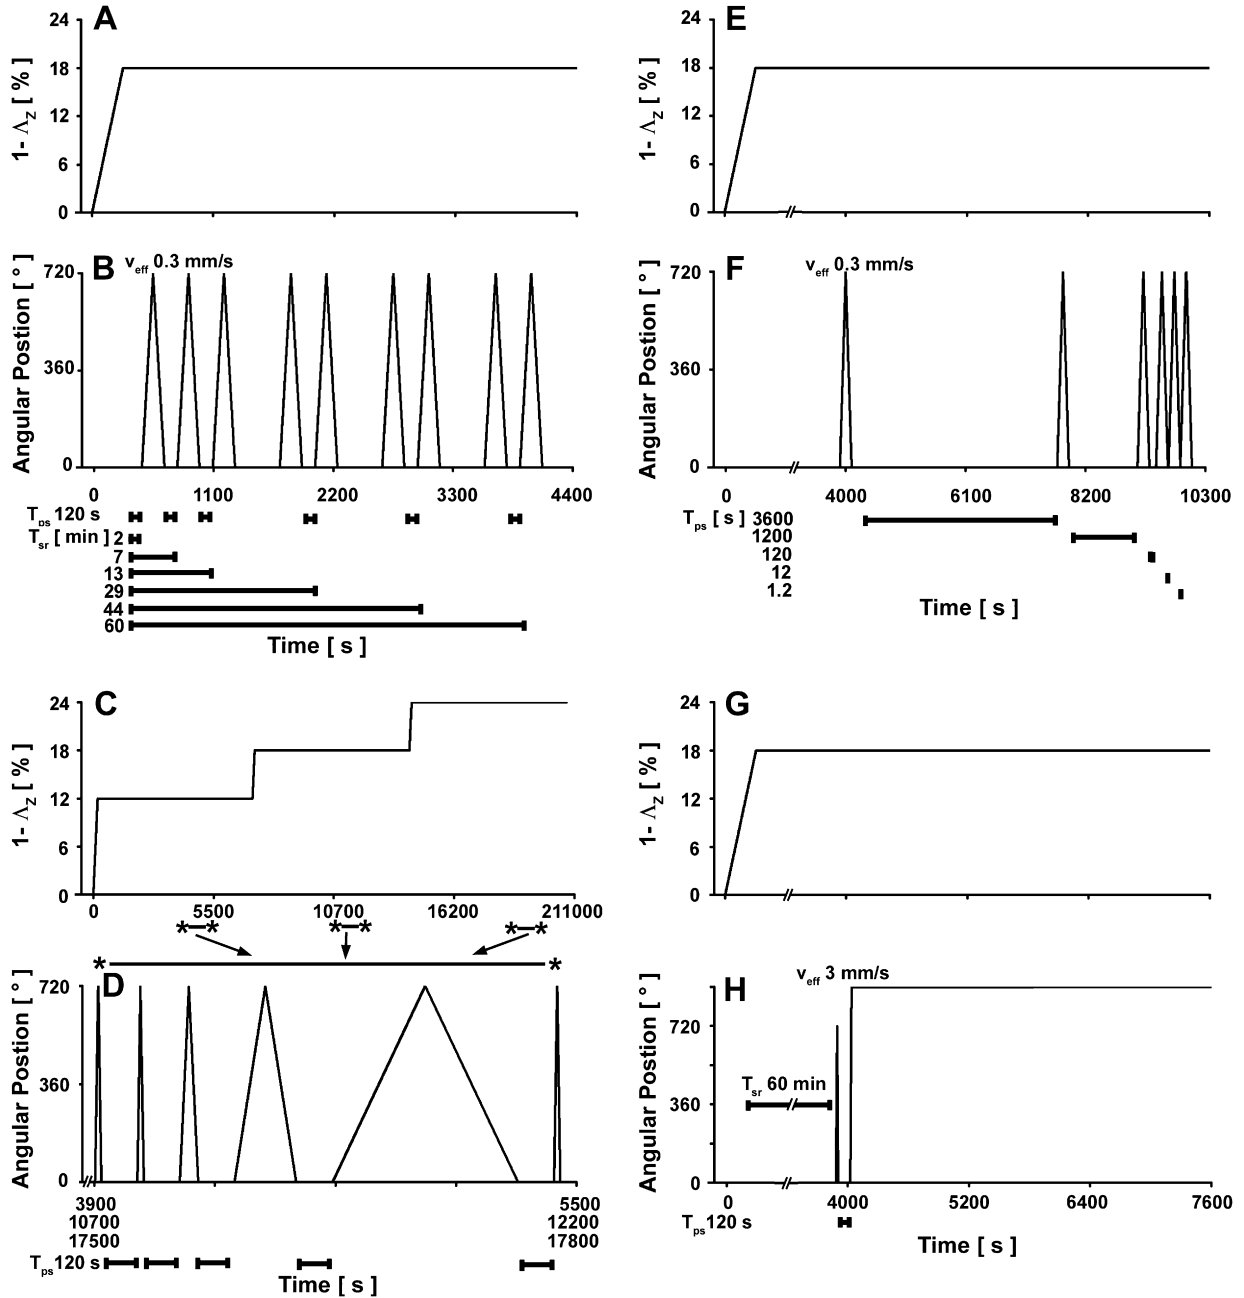 A
24
18
12
6
0
1- Λz [ % ]
B
veff 0.3 mm/s
720
360
0
Angular Postion [ ° ]
0 1100 2200 3300 4400
Tps 120 s
Tsr [ min ] 2
7
13
29
44
60
Time [ s ]
C
24
18
12
6
0
1- Λz [ % ]
0 5500 10700 16200 211000
*–* *–* *–*
* *
D
720
360
0
Angular Postion [ ° ]
3900 5500
10700 12200
17500 17800
Tps 120 s
Time [ s ]
E
24
18
12
6
0
1- Λz [ % ]
F
veff 0.3 mm/s
720
360
0
Angular Postion [ ° ]
0 4000 6100 8200 10300
Tps [ s ] 3600
1200
120
12
1.2
Time [ s ]
G
24
18
12
6
0
1- Λz [ % ]
H
veff 3 mm/s
720
Tsr 60 min
360
0
Angular Postion [ ° ]
0 4000 5200 6400 7600
Tps 120 s
Time [ s ]